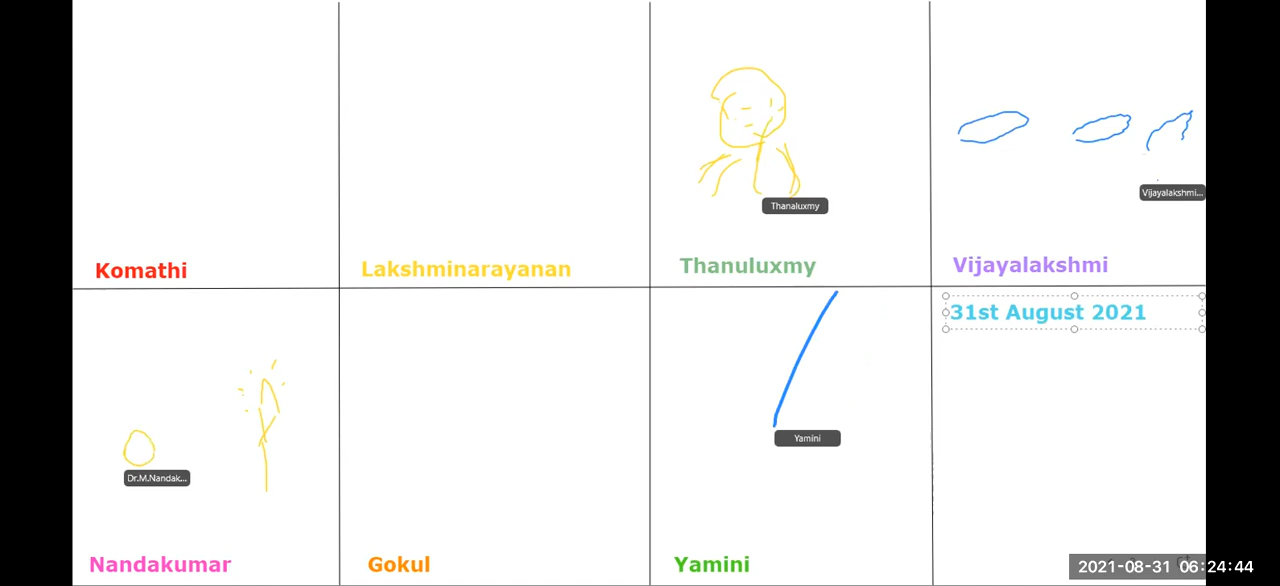 Thanaluxmy
Vijayalakshmi...
Komathi
Lakshminarayanan
Thanuluxmy
Vijayalakshmi
31st August 2021
Yamini
Dr.M.Nandak...
Nandakumar
Gokul
Yamini
2021-08-31 06:24:44